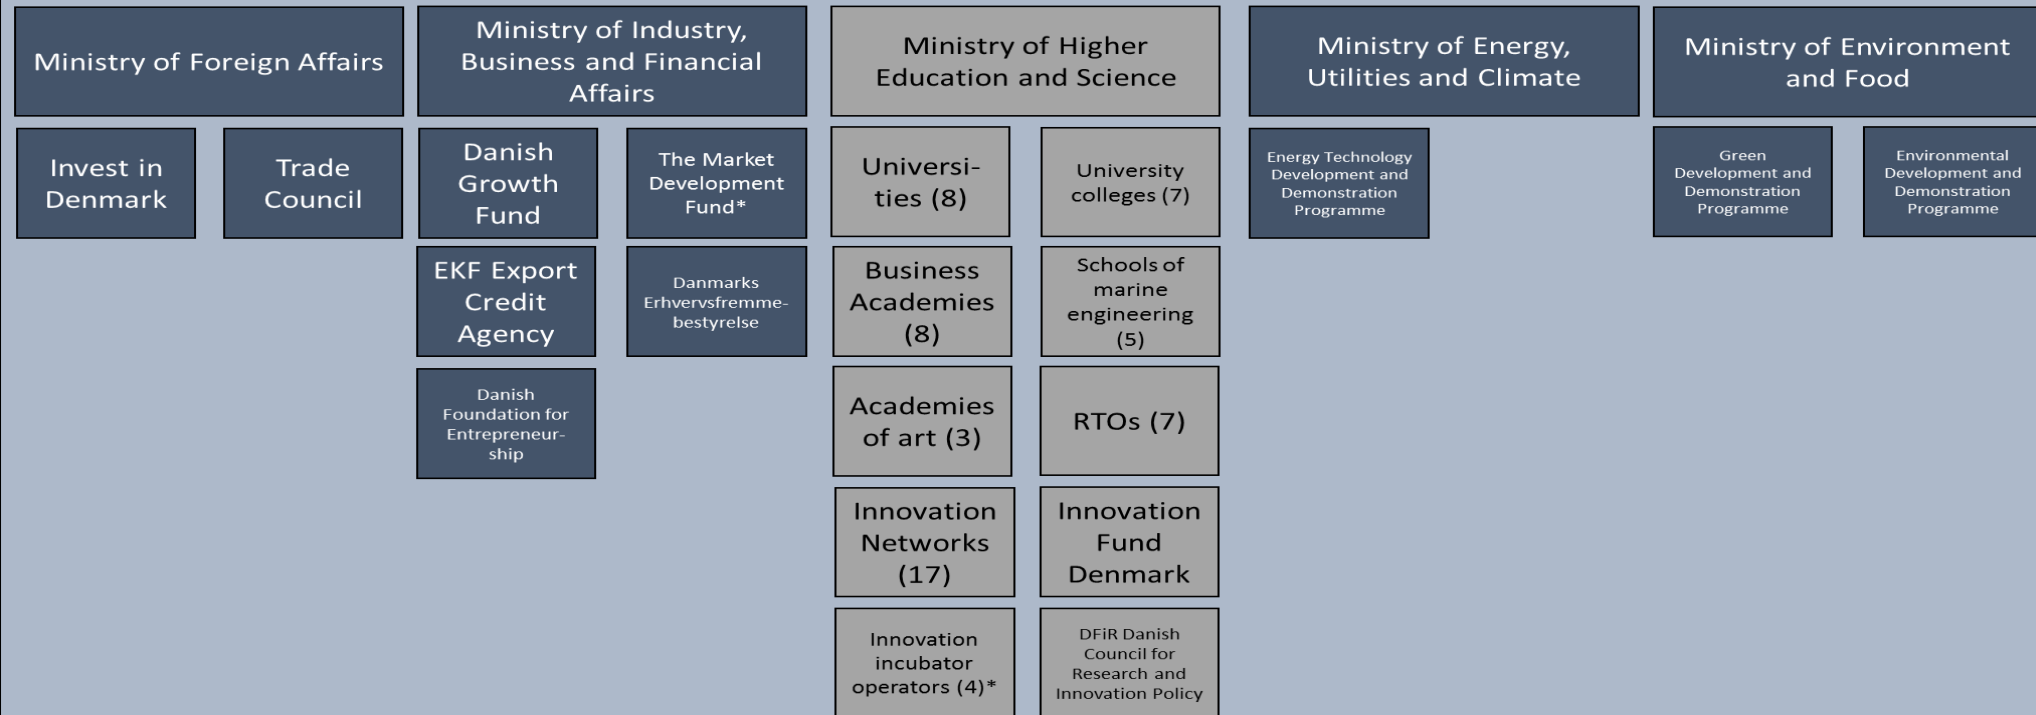 Ministry of Foreign Affairs
Ministry of Industry,
Business and Financial
Affairs
Ministry of Higher
Education and Science
Ministry of Energy,
Utilities and Climate
Ministry of Environment
and Food
Invest in
Denmark
Trade
Council
Danish
Growth
Fund
The Market
Development
Fund*
Universi-
ties (8)
University
colleges (7)
Energy Technology
Development and
Demonstration
Programme
Green
Development and
Demonstration
Programme
Environmental
Development and
Demonstration
Programme
EKF Export
Credit
Agency
Danmarks
Erhvervsfremme-
bestyrelse
Business
Academies
(8)
Schools of
marine
engineering
(5)
Danish
Foundation for
Entrepreneur-
ship
Academies
of art (3)
RTOs (7)
Innovation
Networks
(17)
Innovation
Fund
Denmark
Innovation
incubator
operators (4)*
DFiR Danish
Council for
Research and
Innovation Policy